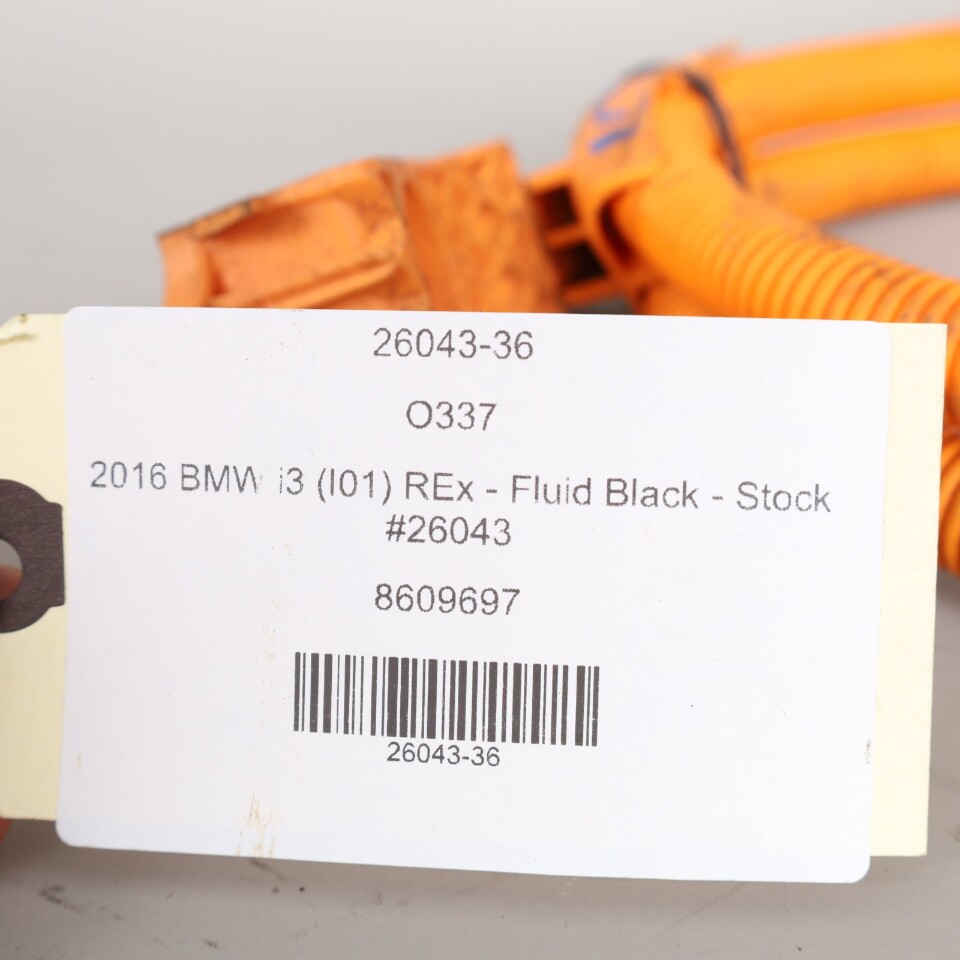 26043-36
O337
2016 BMW i3 (I01) REx - Fluid Black - Stock
#26043
8609697
26043-36